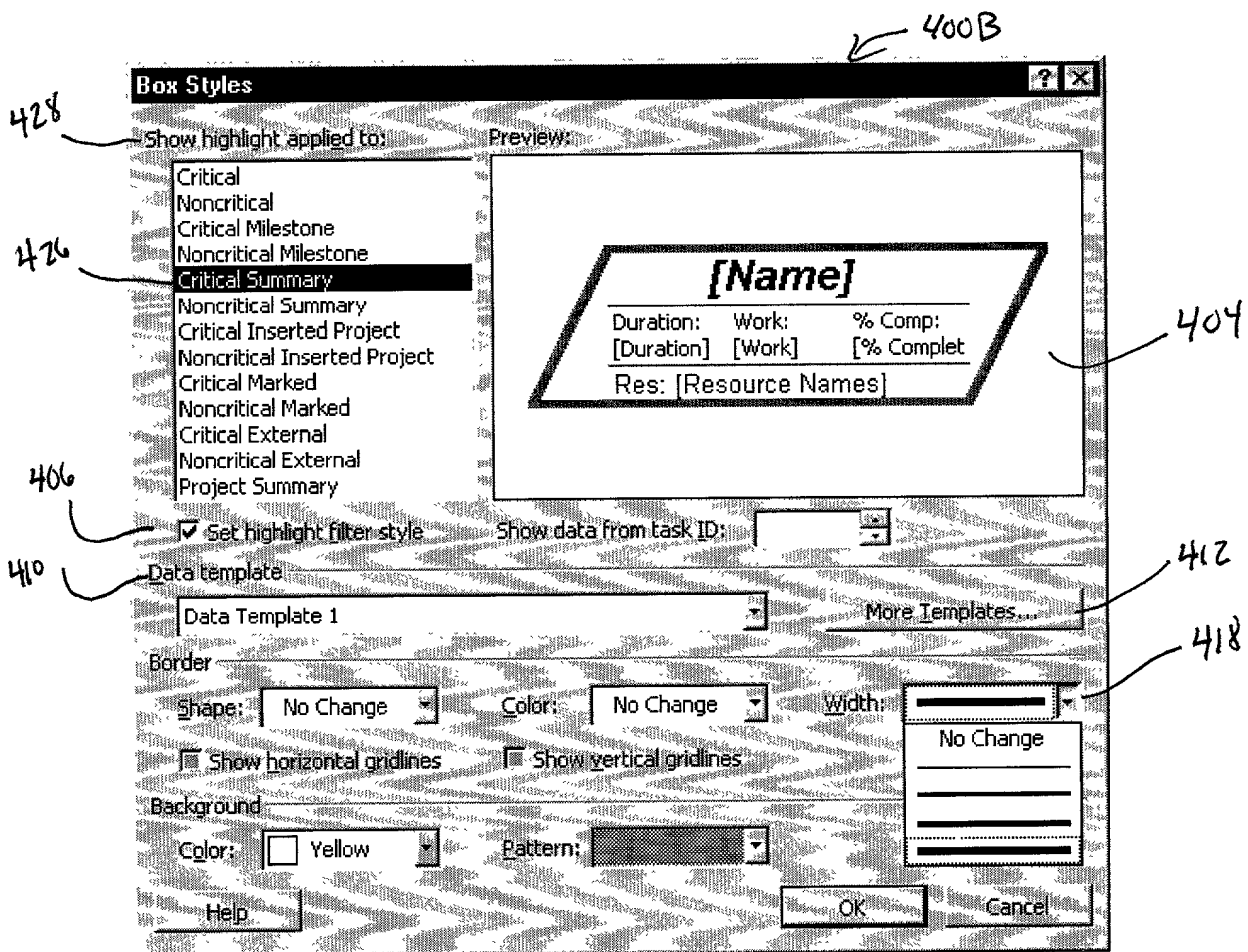 400B
Box Styles
428
Show highlight applied to:
Preview:
Critical
Noncritical
Critical Milestone
Noncritical Milestone
426
Critical Summary
Noncritical Summary
Critical Inserted Project
Noncritical Inserted Project
Critical Marked
Noncritical Marked
Critical External
Noncritical External
Project Summary
[Name]
Duration: Work: % Comp:
[Duration] [Work] [% Complet
Res: [Resource Names]
404
406
Set highlight filter style
Show data from task ID:
410
Data template
412
Data Template 1
More Templates...
418
Border
Shape: No Change Color: No Change Width:
No Change
Show horizontal gridlines Show vertical gridlines
Background
Color: Yellow Pattern:
Help OK Cancel